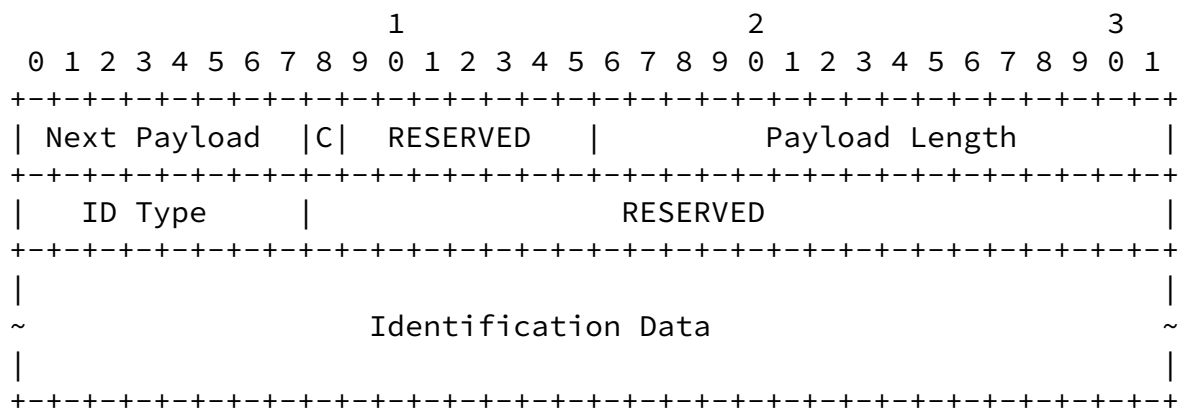 1                   2                   3
 0 1 2 3 4 5 6 7 8 9 0 1 2 3 4 5 6 7 8 9 0 1 2 3 4 5 6 7 8 9 0 1
+-+-+-+-+-+-+-+-+-+-+-+-+-+-+-+-+-+-+-+-+-+-+-+-+-+-+-+-+-+-+-+-+
| Next Payload  |C|  RESERVED   |         Payload Length        |
+-+-+-+-+-+-+-+-+-+-+-+-+-+-+-+-+-+-+-+-+-+-+-+-+-+-+-+-+-+-+-+-+
|   ID Type     |                 RESERVED                      |
+-+-+-+-+-+-+-+-+-+-+-+-+-+-+-+-+-+-+-+-+-+-+-+-+-+-+-+-+-+-+-+-+
|                                                               |
~                   Identification Data                         ~
|                                                               |
+-+-+-+-+-+-+-+-+-+-+-+-+-+-+-+-+-+-+-+-+-+-+-+-+-+-+-+-+-+-+-+-+